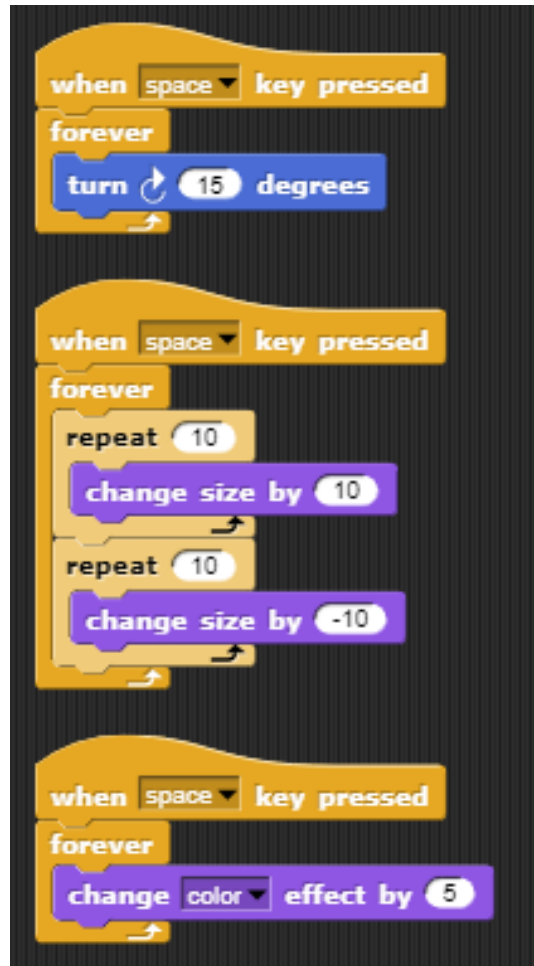 when space key pressed
forever
turn 15 degrees
when space key pressed
forever
repeat 10
change size by 10
repeat 10
change size by -10
when space key pressed
forever
change color effect by 5